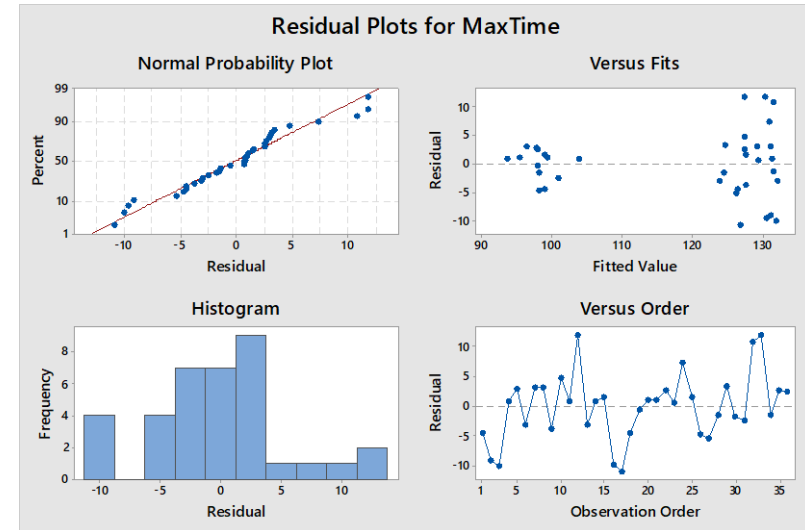 Residual Plots for MaxTime
Normal Probability Plot
99
90
50
10
1
Percent
-10 -5 0 5 10
Residual
Versus Fits
10
5
0
-5
-10
Residual
90 100 110 120 130
Fitted Value
Histogram
8
6
4
2
0
Frequency
-10 -5 0 5 10
Residual
Versus Order
10
5
0
-5
-10
Residual
1 5 10 15 20 25 30 35
Observation Order